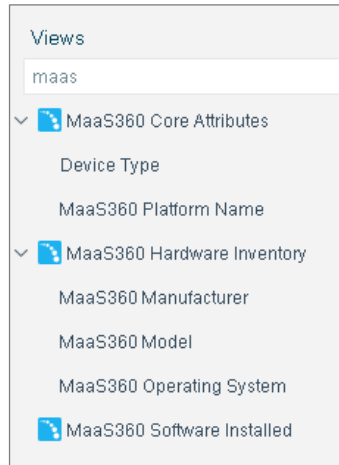 Views
maas
MaaS360 Core Attributes
Device Type
MaaS360 Platform Name
MaaS360 Hardware Inventory
MaaS360 Manufacturer
MaaS360 Model
MaaS360 Operating System
MaaS360 Software Installed